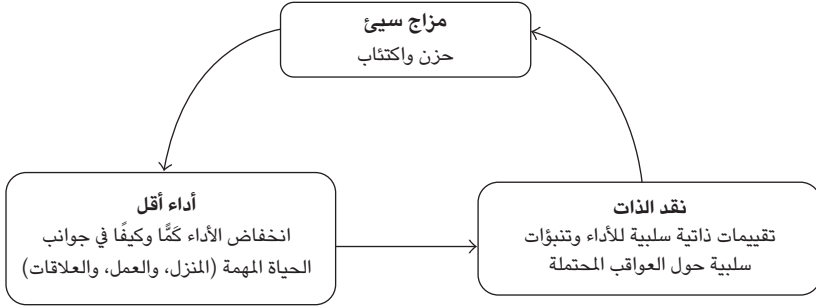 مزاج سيئ
حزن واكتئاب
أداء أقل
انخفاض الأداء كَمًّا وكيفًا في جوانب
الحياة المهمة (المنزل، والعمل، والعلاقات)
نقد الذات
تقييمات ذاتية سلبية للأداء وتنبؤات
سلبية حول العواقب المحتملة